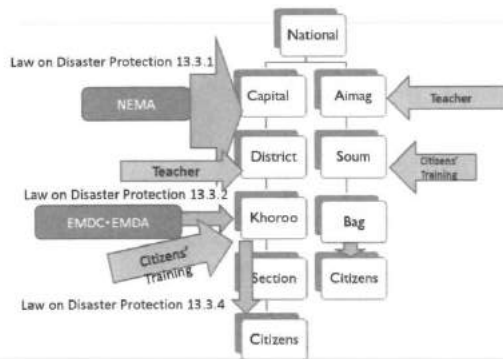 National
Law on Disaster Protection 13.3.1
Capital
Aimag
NEMA
Teacher
District
Soum
Teacher
Citizens'
Training
Law on Disaster Protection 13.3.2
Khoroo
Bag
EMDC・EMDA
Citizens'
Training
Section
Citizens
Law on Disaster Protection 13.3.4
Citizens